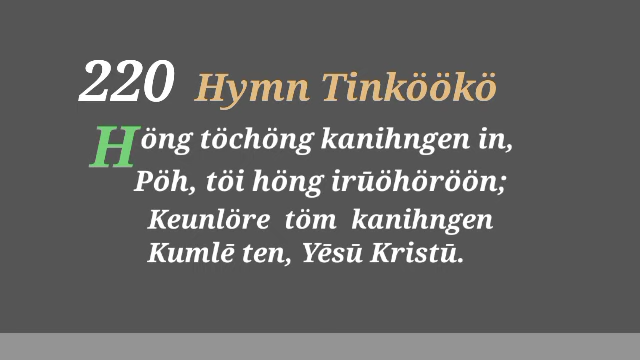 220 Hymn Tinköökö
Höng töchöng kanihngen in,
Pöh, töi höng irūöhöröön;
Keunlöre töm kanihngen
Kumlē ten, Yēsū Kristū.